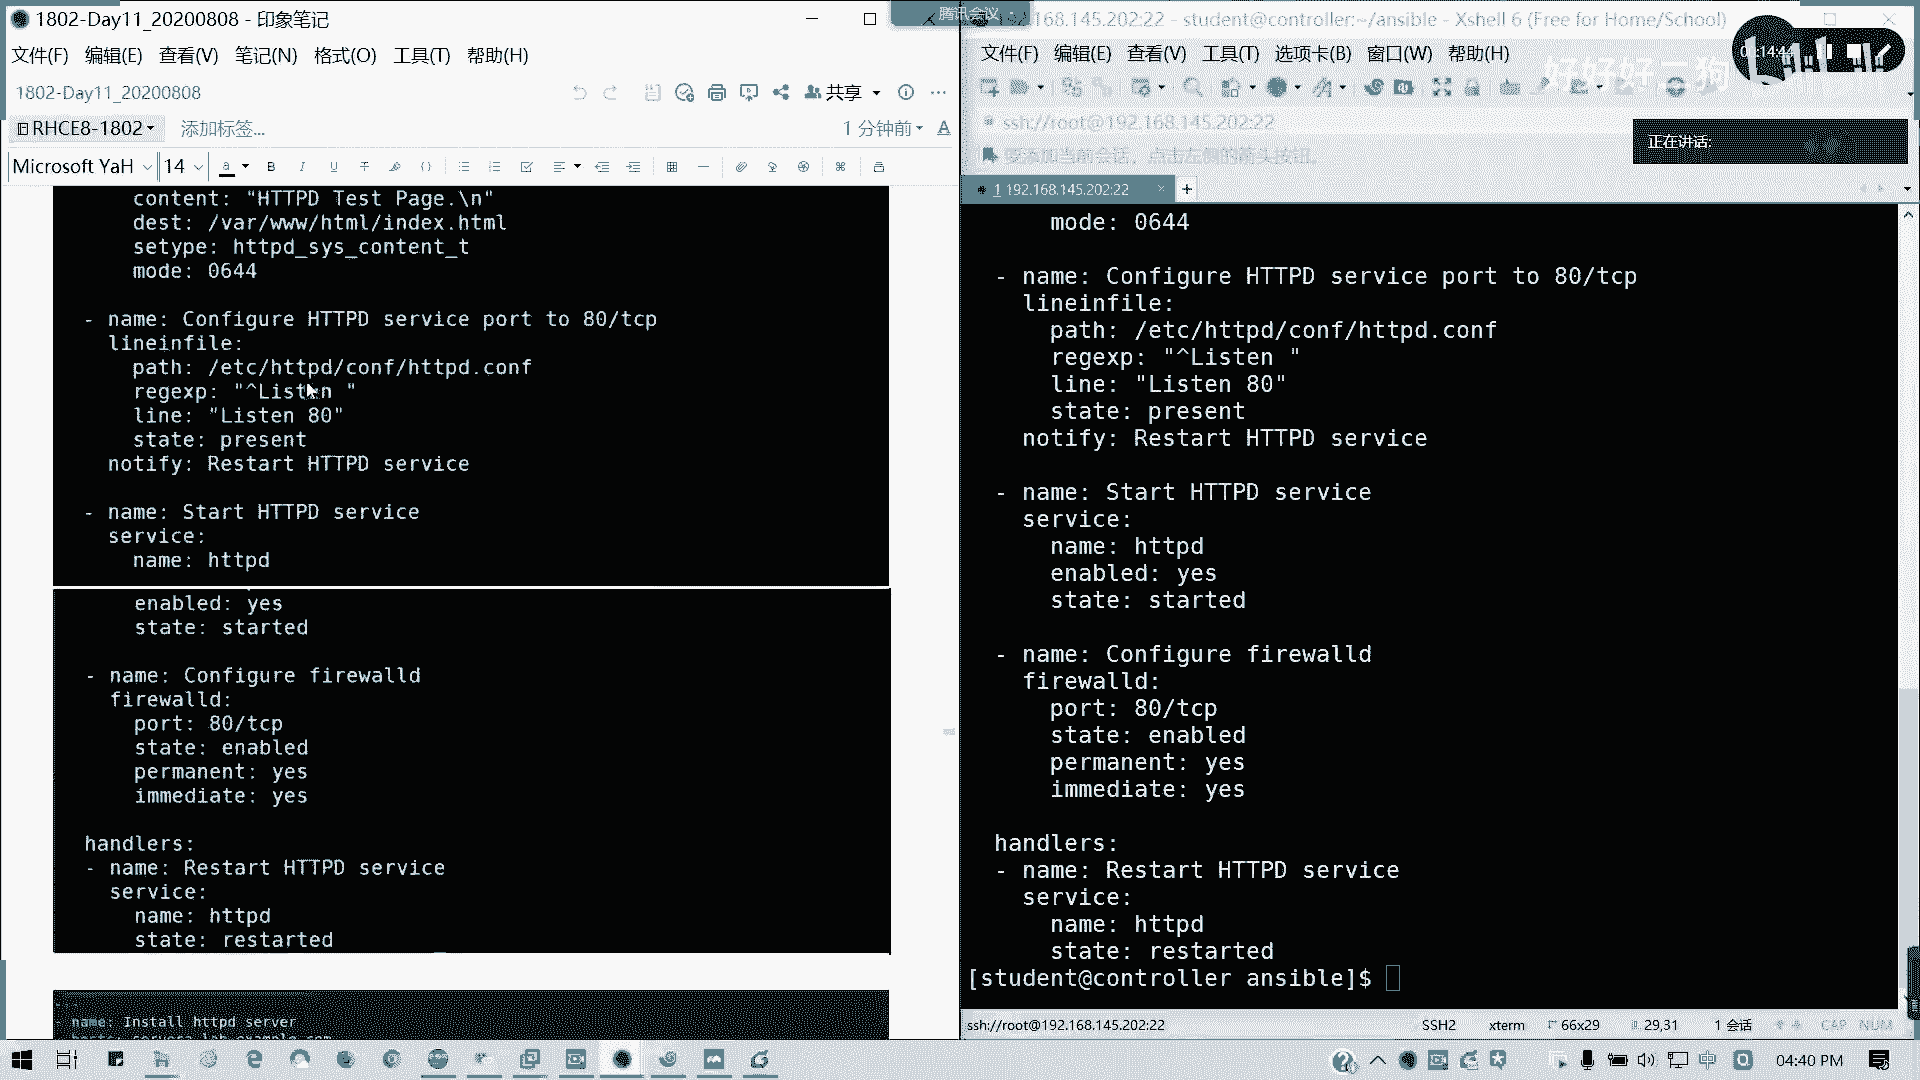 1802-Day11_20200808 - 印象笔记
文件(F) 编辑(E) 查看(V) 笔记(N) 格式(O) 工具(T) 帮助(H)
1802-Day11_20200808
共享
RHCE8-1802
添加标签...
1 分钟前
Microsoft YaH 14
content: "HTTPD Test Page.\n"
dest: /var/www/html/index.html
setype: httpd_sys_content_t
mode: 0644
- name: Configure HTTPD service port to 80/tcp
lineinfile:
path: /etc/httpd/conf/httpd.conf
regexp: "^Listen "
line: "Listen 80"
state: present
notify: Restart HTTPD service
- name: Start HTTPD service
service:
name: httpd
enabled: yes
state: started
- name: Configure firewalld
firewalld:
port: 80/tcp
state: enabled
permanent: yes
immediate: yes
handlers:
- name: Restart HTTPD service
service:
name: httpd
state: restarted
- name: Install httpd server
腾讯会议
168.145.202:22 - student@controller:~/ansible - Xshell 6 (Free for Home/School)
文件(F) 编辑(E) 查看(V) 工具(T) 选项卡(B) 窗口(W) 帮助(H)
好好好二狗
ssh://root@192.168.145.202:22
要添加当前会话，点击左侧的箭头按钮。
正在讲话:
1 192.168.145.202:22
mode: 0644
- name: Configure HTTPD service port to 80/tcp
lineinfile:
path: /etc/httpd/conf/httpd.conf
regexp: "^Listen "
line: "Listen 80"
state: present
notify: Restart HTTPD service
- name: Start HTTPD service
service:
name: httpd
enabled: yes
state: started
- name: Configure firewalld
firewalld:
port: 80/tcp
state: enabled
permanent: yes
immediate: yes
handlers:
- name: Restart HTTPD service
service:
name: httpd
state: restarted
[student@controller ansible]$
ssh://root@192.168.145.202:22 SSH2 xterm 66x29 29,31 1 会话 CAP NUM
中 04:40 PM